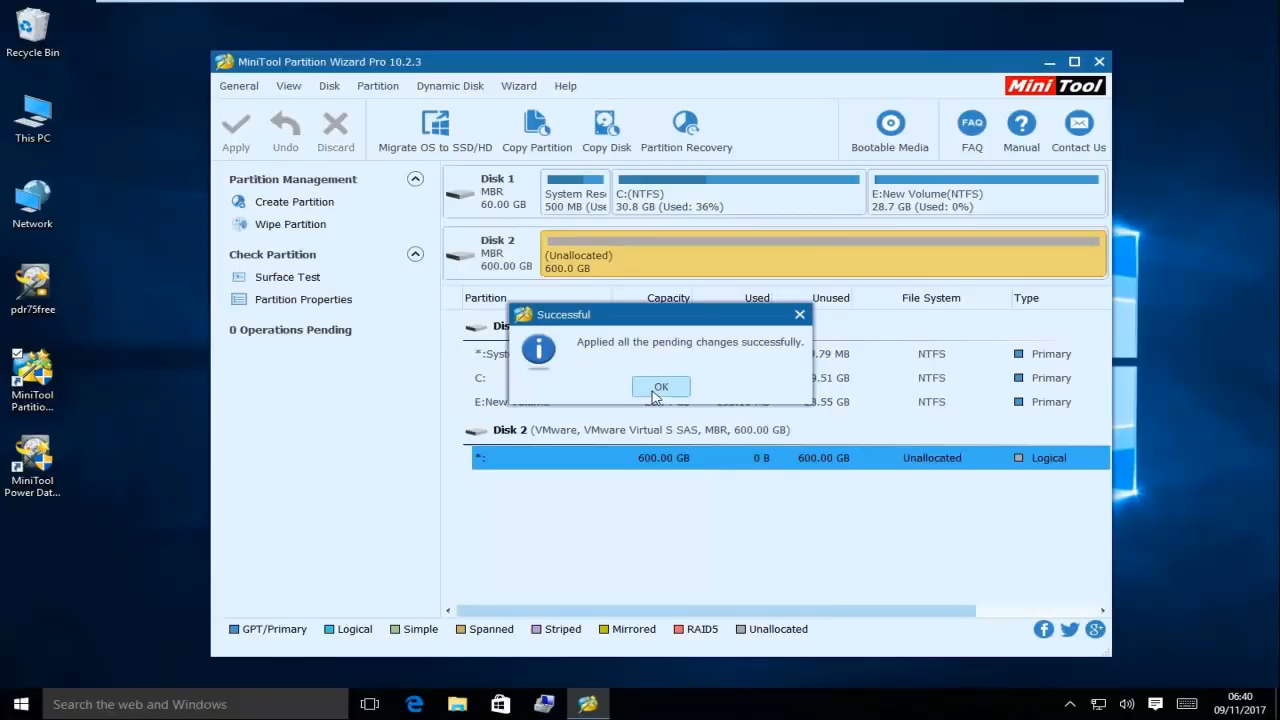 Recycle Bin
This PC
Network
pdr75free
MiniTool
Partitio...
MiniTool
Power Dat...
MiniTool Partition Wizard Pro 10.2.3
General View Disk Partition Dynamic Disk Wizard Help
Mini Tool
Apply Undo Discard Migrate OS to SSD/HD Copy Partition Copy Disk Partition Recovery Bootable Media FAQ Manual Contact Us
FAQ
Partition Management
Create Partition
Wipe Partition
Check Partition
Surface Test
Partition Properties
0 Operations Pending
Disk 1
MBR
60.00 GB
System Res
500 MB (Use
C:(NTFS)
30.8 GB (Used: 36%)
E:New Volume(NTFS)
28.7 GB (Used: 0%)
Disk 2
MBR
600.00 GB
(Unallocated)
600.0 GB
Partition Capacity Used Unused File System Type
*:Syst 9.79 MB NTFS Primary
C: 9.51 GB NTFS Primary
E:New 8.55 GB NTFS Primary
Disk 2 (VMware, VMware Virtual S SAS, MBR, 600.00 GB)
*: 600.00 GB 0 B 600.00 GB Unallocated Logical
Successful
Applied all the pending changes successfully.
OK
GPT/Primary Logical Simple Spanned Striped Mirrored RAID5 Unallocated
Search the web and Windows
06:40
09/11/2017